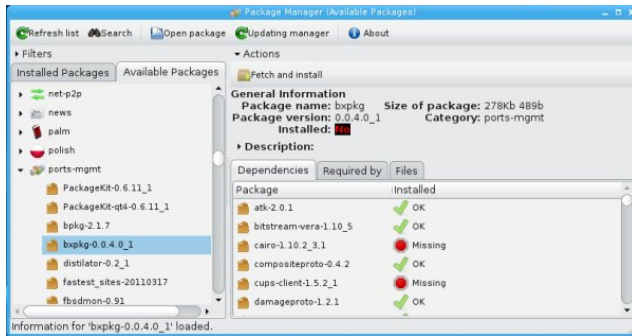 Package Manager (Available Packages)
Refresh list Search Open package Updating manager About
Filters
Installed Packages Available Packages
net-p2p
news
palm
polish
ports-mgmt
PackageKit-0.6.11_1
PackageKit-qt4-0.6.11_1
bpkg-2.1.7
bxpkg-0.0.4.0_1
distilator-0.2_1
fastest_sites-20110317
fbsdmon-0.91
Actions
Fetch and install
General Information
Package name: bxpkg Size of package: 278Kb 489b
Package version: 0.0.4.0_1 Category: ports-mgmt
Installed: No
Description:
Dependencies Required by Files
Package Installed
atk-2.0.1 OK
bitstream-vera-1.10_5 OK
cairo-1.10.2_3,1 Missing
compositeproto-0.4.2 OK
cups-client-1.5.2_1 Missing
damageproto-1.2.1 OK
Information for 'bxpkg-0.0.4.0_1' loaded.